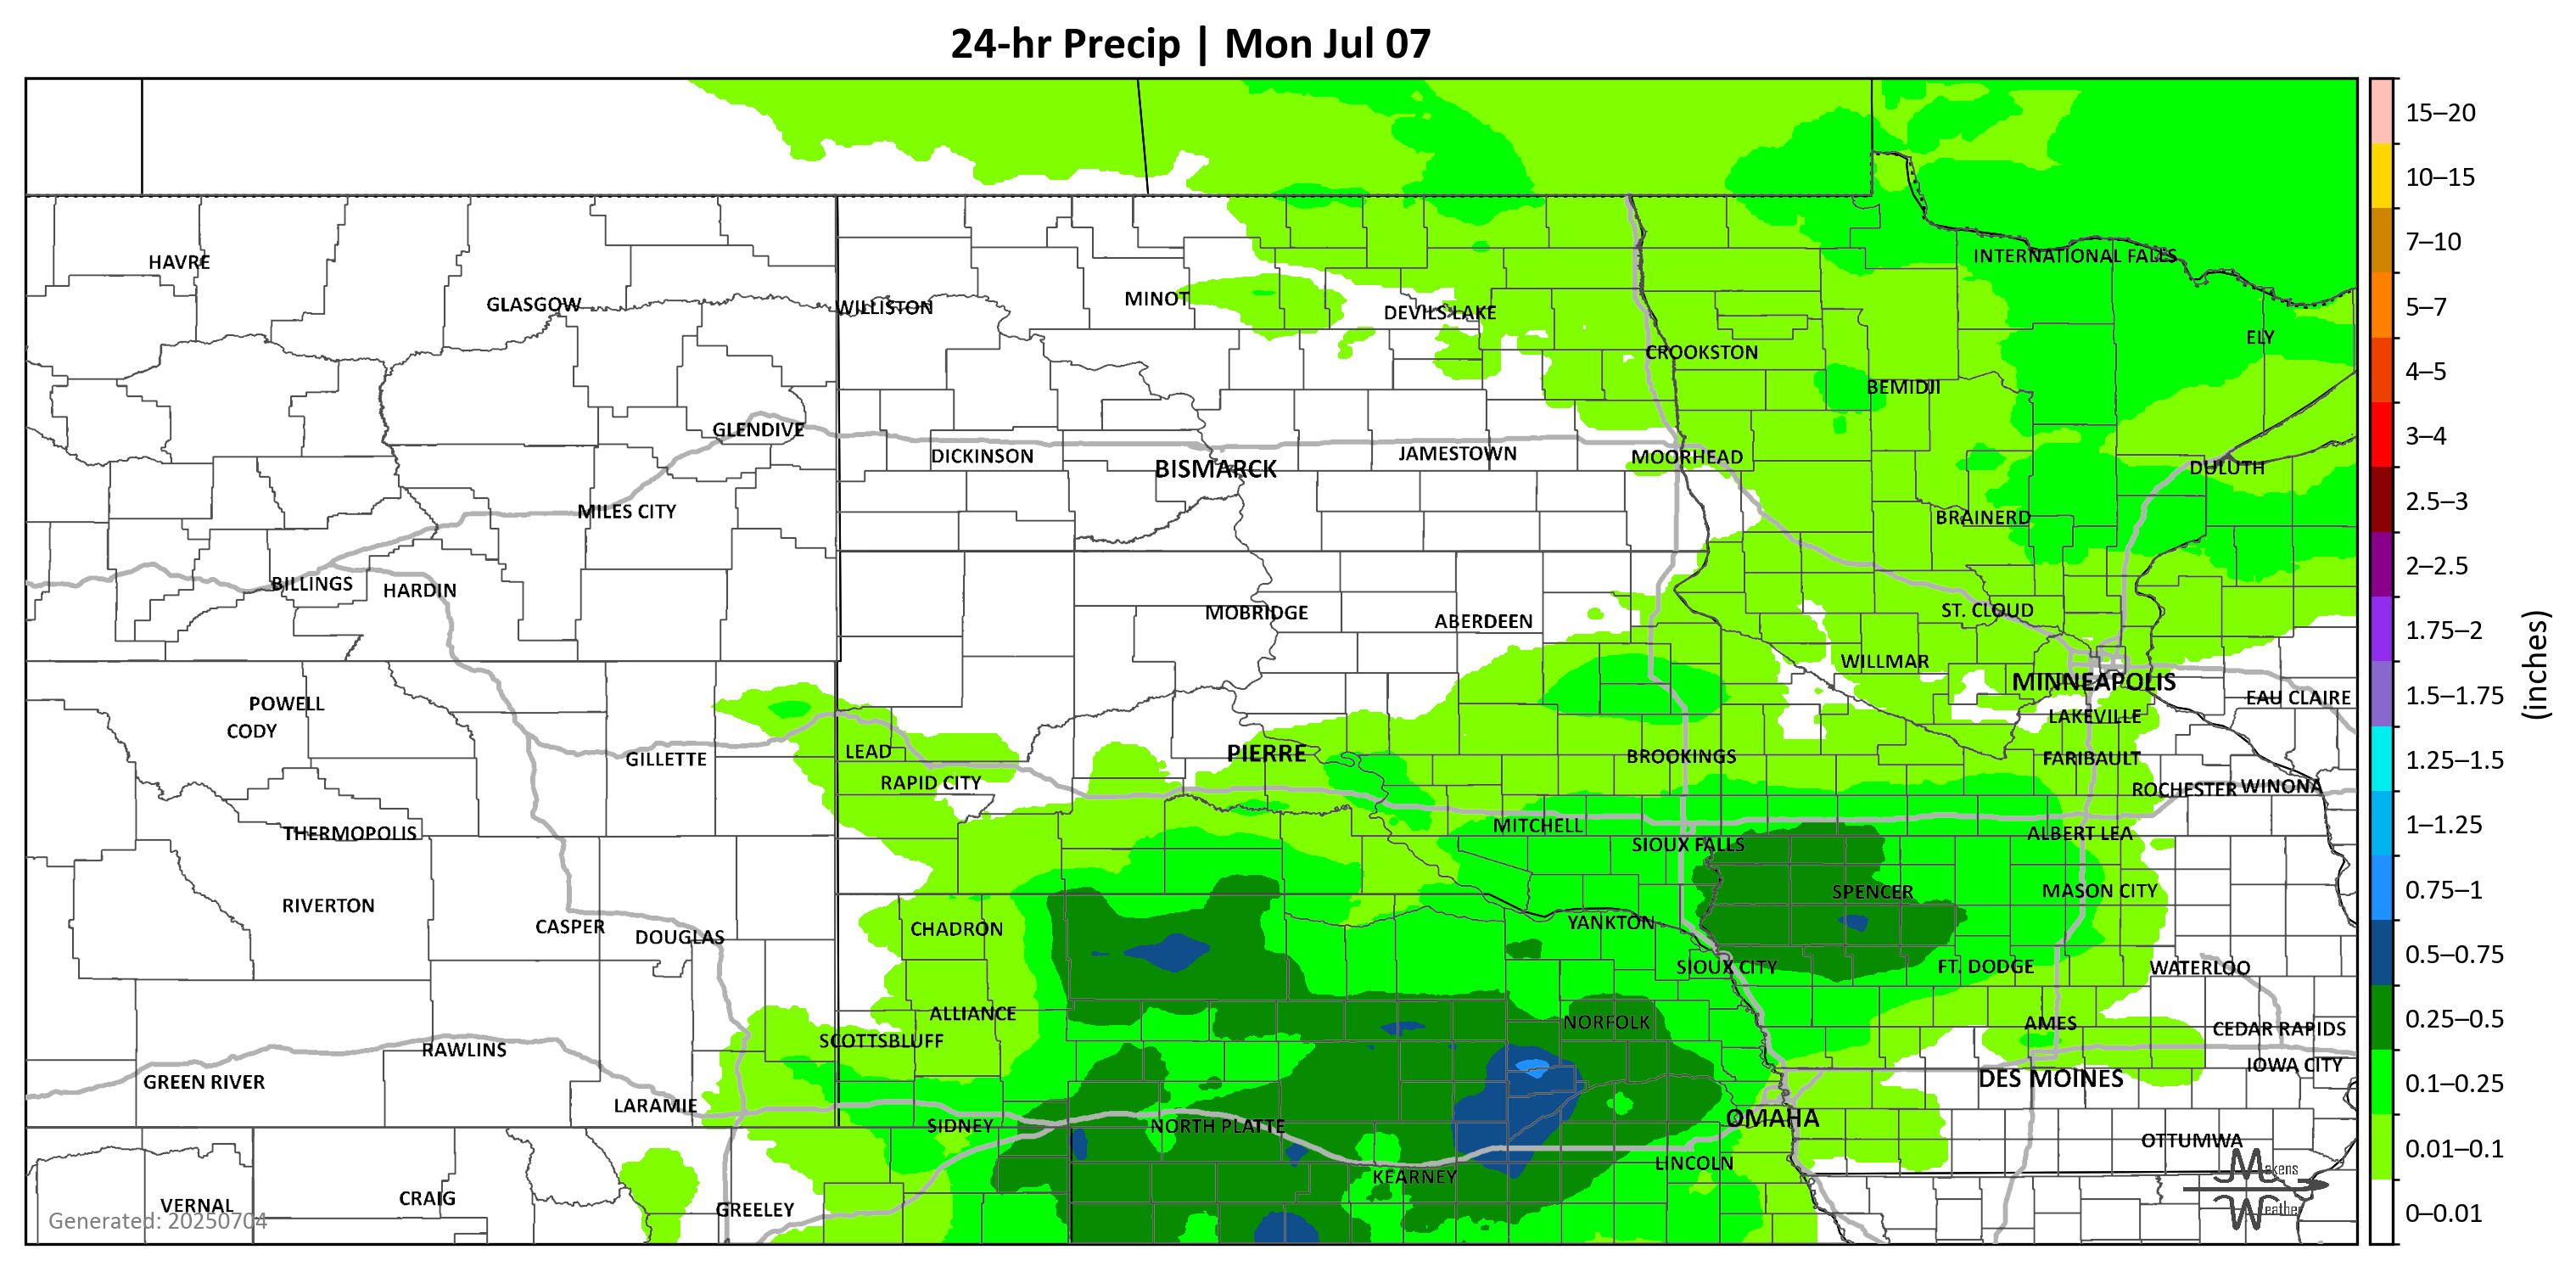 24-hr Precip | Mon Jul 07
15–20
10–15
7–10
5–7
4–5
3–4
2.5–3
2–2.5
1.75–2
1.5–1.75
1.25–1.5
1–1.25
0.75–1
0.5–0.75
0.25–0.5
0.1–0.25
0.01–0.1
0–0.01
(inches)
HAVRE
INTERNATIONAL FALLS
GLASGOW
WILLISTON
MINOT
DEVILS LAKE
ELY
CROOKSTON
BEMIDJI
GLENDIVE
DICKINSON
BISMARCK
JAMESTOWN
MOORHEAD
DULUTH
MILES CITY
BRAINERD
BILLINGS
HARDIN
MOBRIDGE
ABERDEEN
ST. CLOUD
WILLMAR
MINNEAPOLIS
EAU CLAIRE
POWELL
CODY
LAKEVILLE
GILLETTE
LEAD
PIERRE
BROOKINGS
FARIBAULT
RAPID CITY
ROCHESTER
WINONA
THERMOPOLIS
MITCHELL
ALBERT LEA
SIOUX FALLS
RIVERTON
SPENCER
MASON CITY
CASPER
DOUGLAS
CHADRON
YANKTON
SIOUX CITY
FT. DODGE
WATERLOO
ALLIANCE
NORFOLK
AMES
CEDAR RAPIDS
SCOTTSBLUFF
RAWLINS
IOWA CITY
GREEN RIVER
DES MOINES
LARAMIE
SIDNEY
NORTH PLATTE
OMAHA
OTTUMWA
LINCOLN
KEARNEY
VERNAL
CRAIG
GREELEY
Generated: 20250704
Makens
Weather